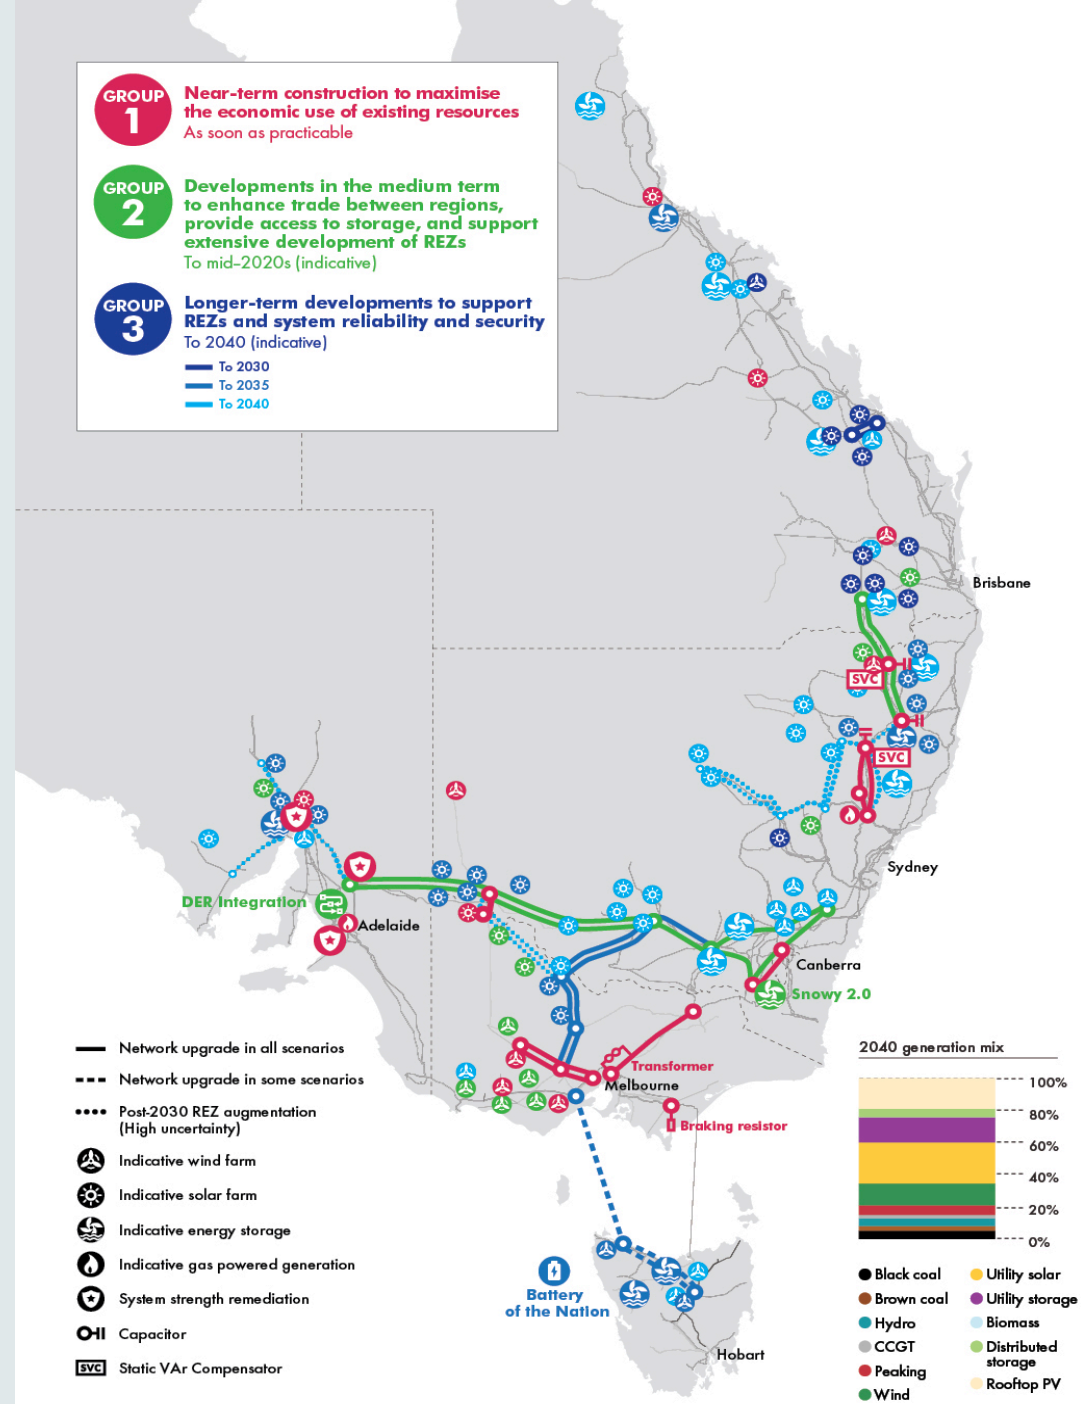 GROUP
1
Near-term construction to maximise
the economic use of existing resources
As soon as practicable
GROUP
2
Developments in the medium term
to enhance trade between regions,
provide access to storage, and support
extensive development of REZs
To mid-2020s (indicative)
GROUP
3
Longer-term developments to support
REZs and system reliability and security
To 2040 (indicative)
To 2030
To 2035
To 2040
Brisbane
SVC
SVC
Sydney
DER Integration
Adelaide
Canberra
Snowy 2.0
Transformer
Melbourne
Braking resistor
Battery
of the Nation
Hobart
Network upgrade in all scenarios
Network upgrade in some scenarios
Post-2030 REZ augmentation
(High uncertainty)
Indicative wind farm
Indicative solar farm
Indicative energy storage
Indicative gas powered generation
System strength remediation
Capacitor
SVC Static VAr Compensator
2040 generation mix
100%
80%
60%
40%
20%
0%
Black coal
Brown coal
Hydro
CCGT
Peaking
Wind
Utility solar
Utility storage
Biomass
Distributed
storage
Rooftop PV